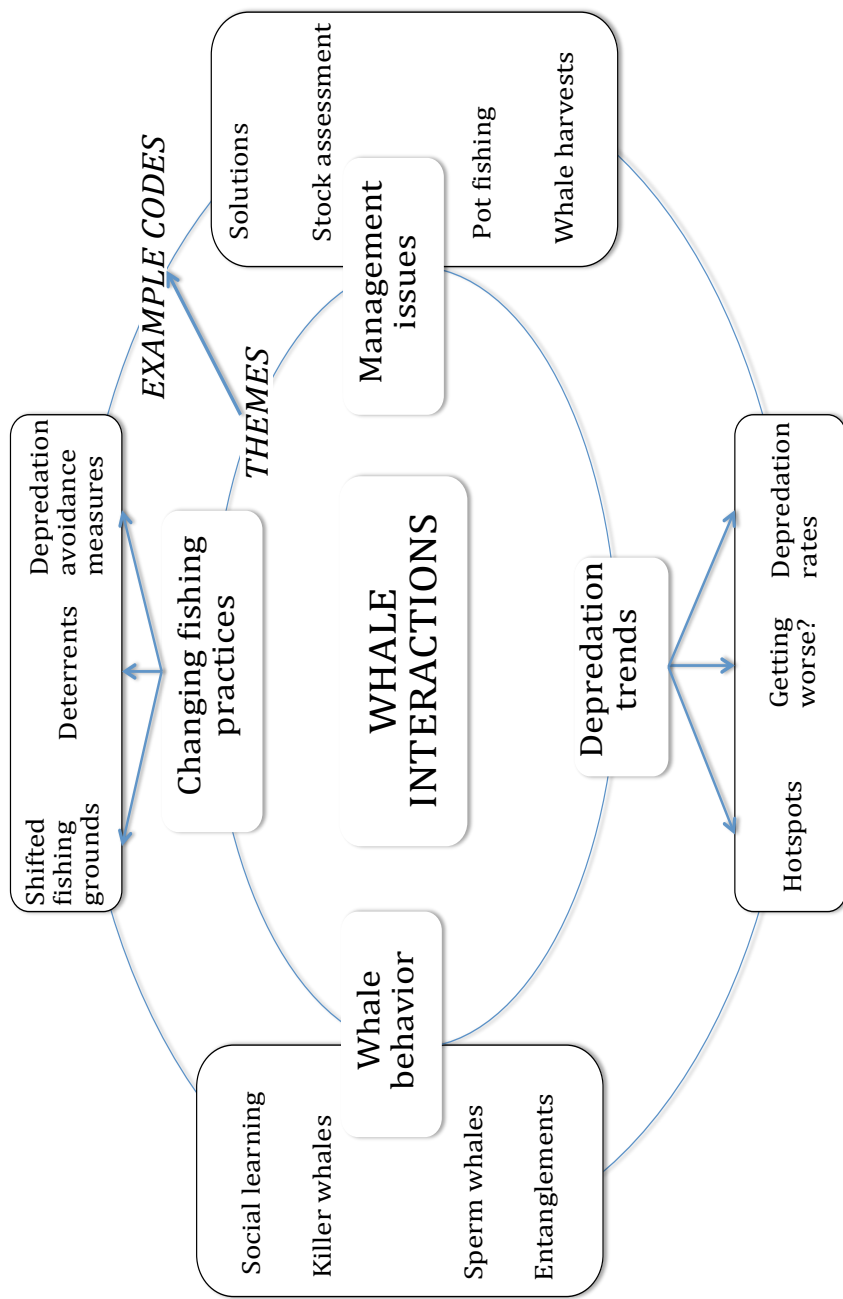 Shifted
fishing
grounds
Deterrents
Depredation
avoidance
measures
EXAMPLE CODES
THEMES
Changing fishing
practices
Social learning
Killer whales
Whale
behavior
Sperm whales
Entanglements
WHALE
INTERACTIONS
Solutions
Stock assessment
Management
issues
Pot fishing
Whale harvests
Depredation
trends
Hotspots
Getting
worse?
Depredation
rates